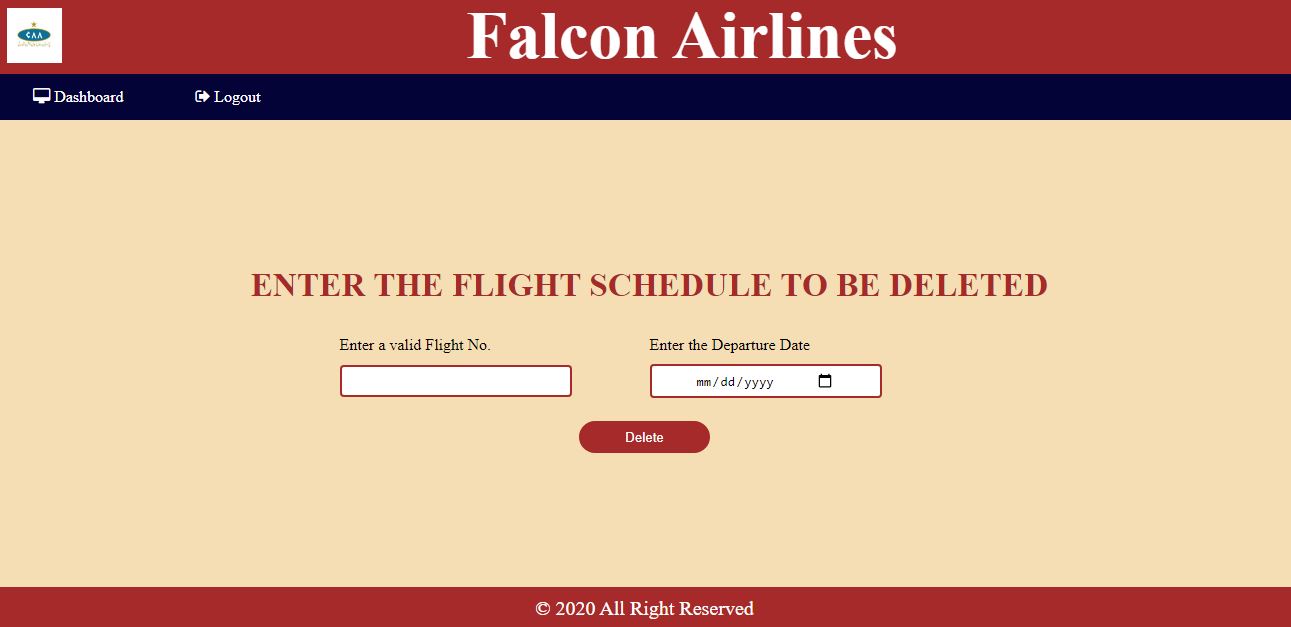 CAA
Falcon Airlines
Dashboard
Logout
ENTER THE FLIGHT SCHEDULE TO BE DELETED
Enter a valid Flight No.
Enter the Departure Date
mm/dd/yyyy
Delete
© 2020 All Right Reserved